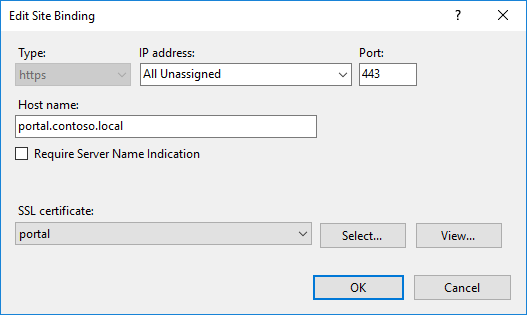 Edit Site Binding
?
Type: IP address: Port:
https All Unassigned 443
Host name:
portal.contoso.local
Require Server Name Indication
SSL certificate:
portal Select... View...
OK Cancel